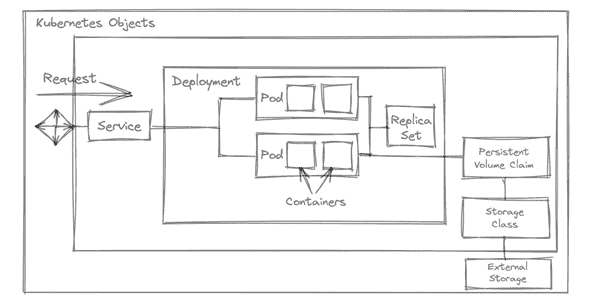 Kubernetes Objects
Request
Deployment
Pod
Service
Replica
Set
Pod
Persistent
Volume Claim
Containers
Storage
Class
External
Storage